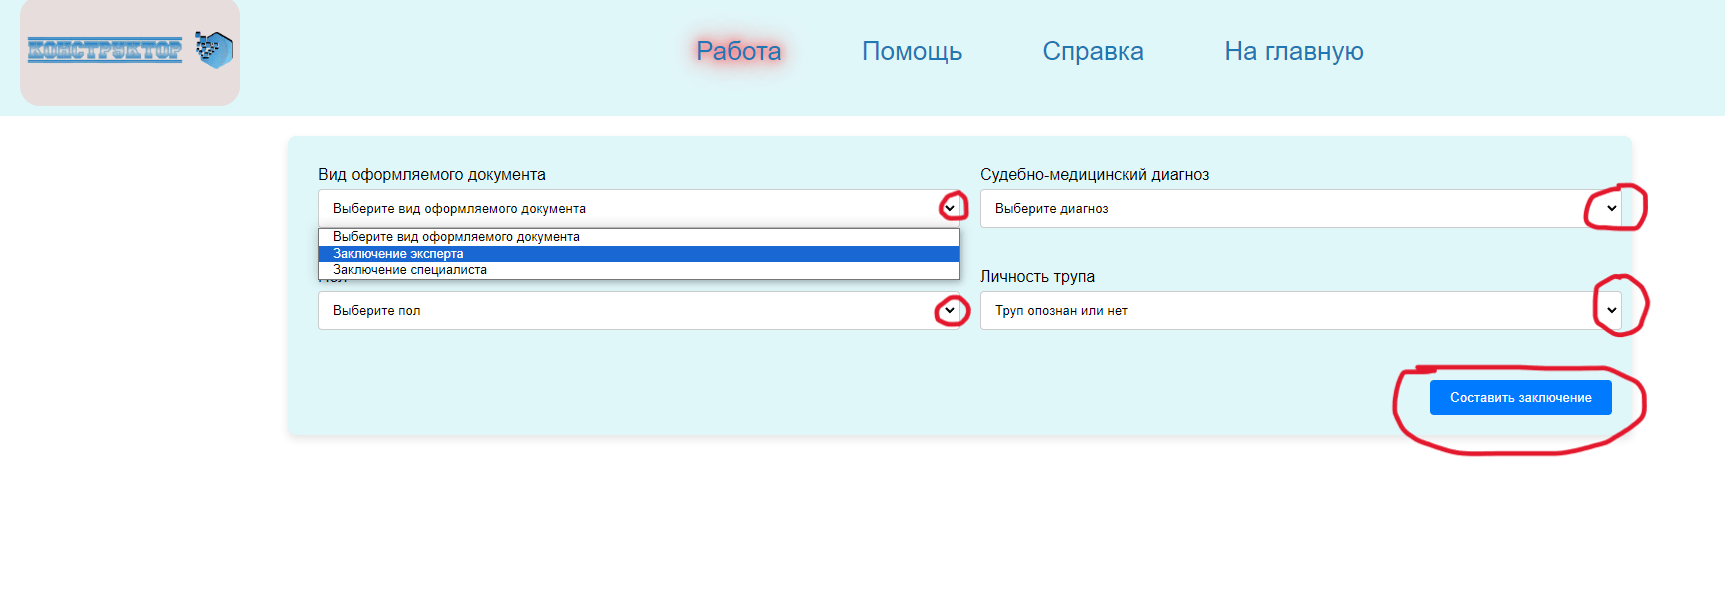 КОНСТРУКТОР
Работа
Помощь
Справка
На главную
Вид оформляемого документа
Выберите вид оформляемого документа
Выберите вид оформляемого документа
Заключение эксперта
Заключение специалиста
Выберите пол
Судебно-медицинский диагноз
Выберите диагноз
Личность трупа
Труп опознан или нет
Составить заключение